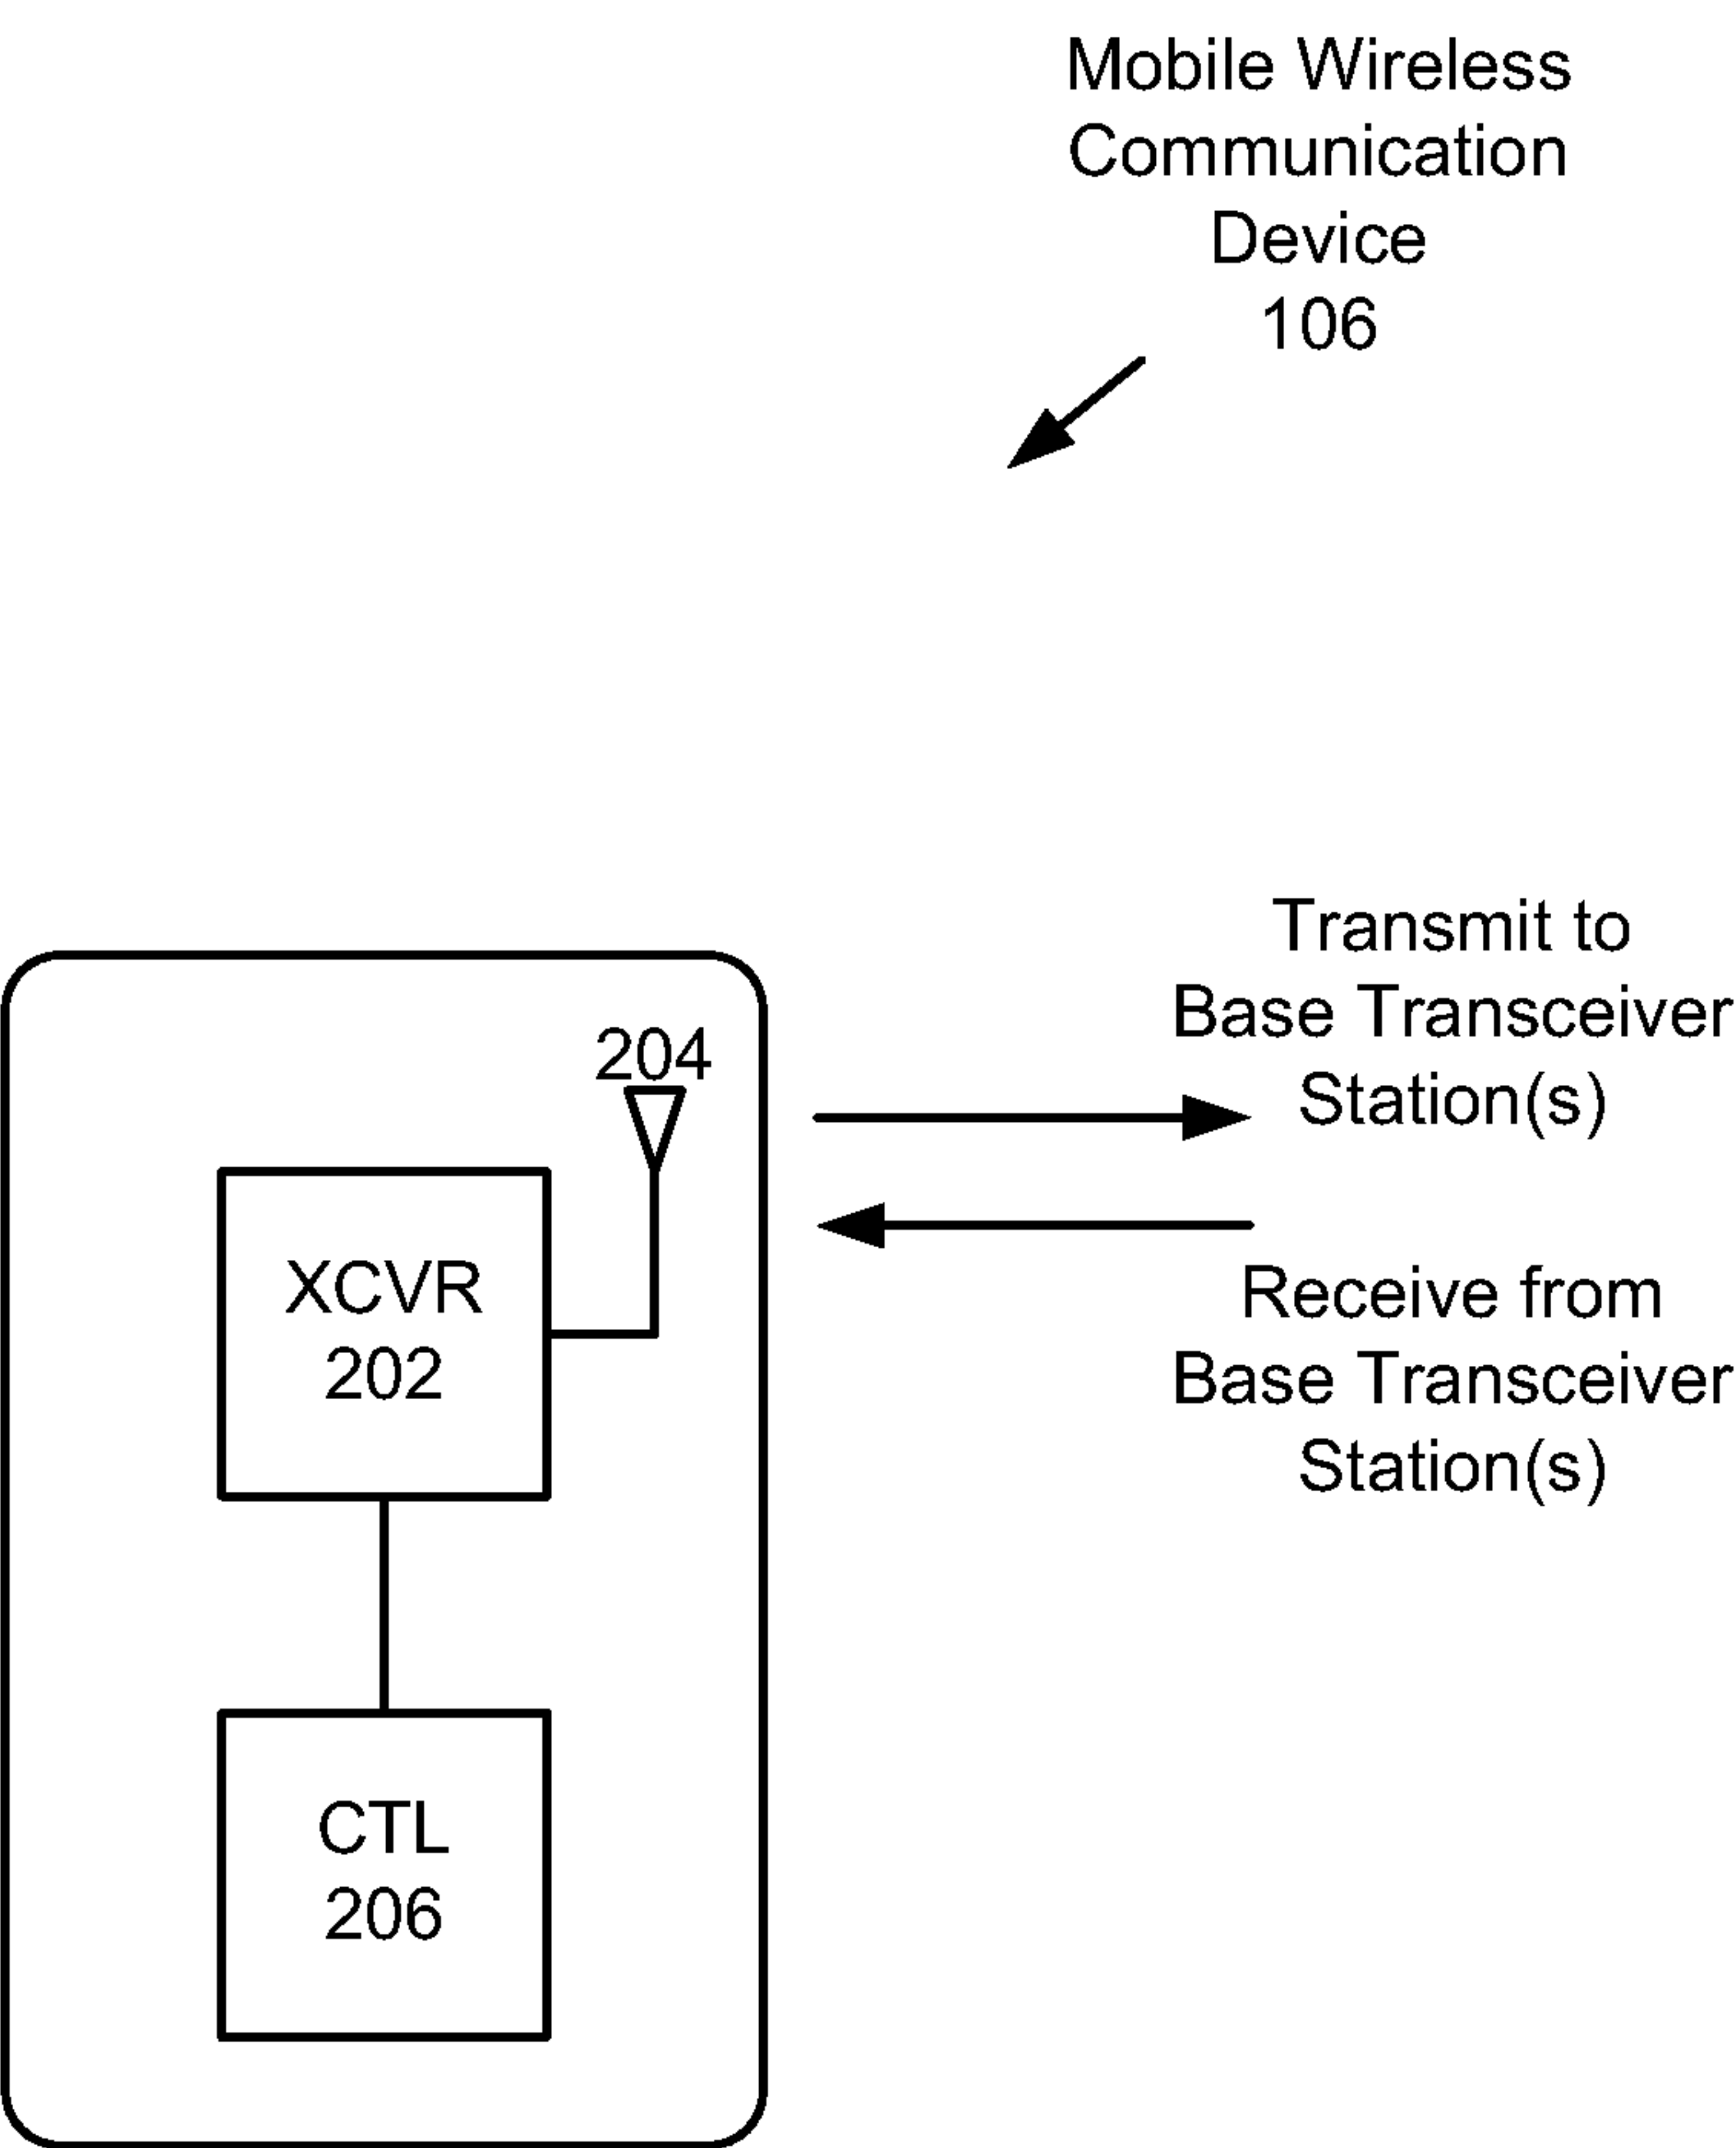 Mobile Wireless
Communication
Device
106
Transmit to
Base Transceiver
Station(s)
204
XCVR
202
Receive from
Base Transceiver
Station(s)
CTL
206